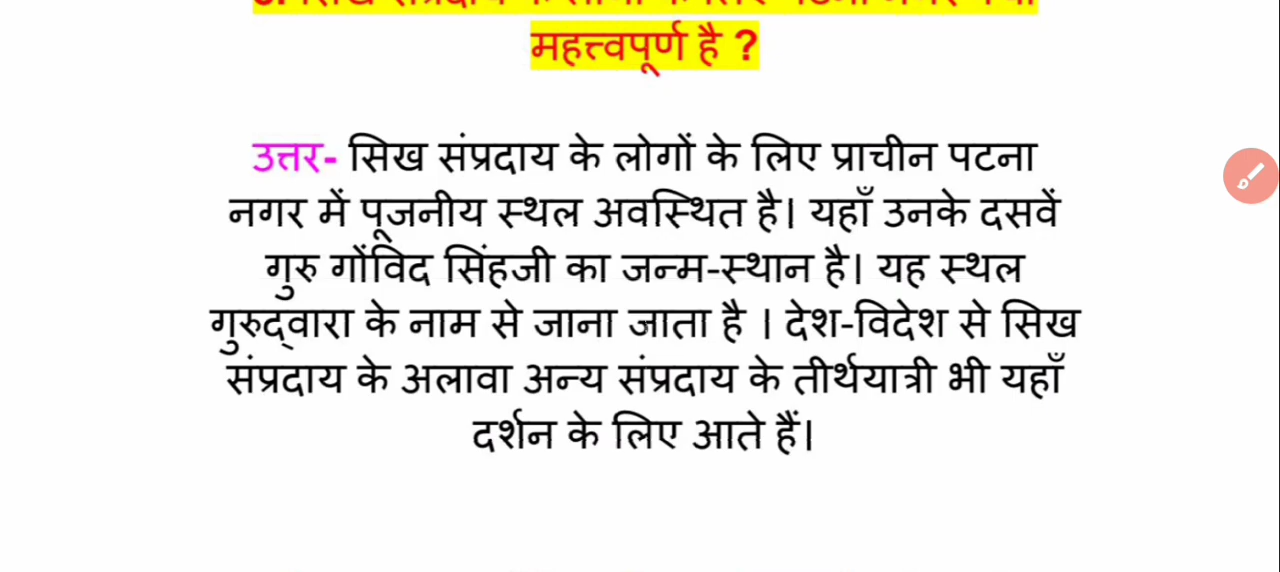 महत्त्वपूर्ण है ?
उत्तर- सिख संप्रदाय के लोगों के लिए प्राचीन पटना
नगर में पूजनीय स्थल अवस्थित है। यहाँ उनके दसवें
गुरु गोंविद सिंहजी का जन्म-स्थान है। यह स्थल
गुरुद्वारा के नाम से जाना जाता है । देश-विदेश से सिख
संप्रदाय के अलावा अन्य संप्रदाय के तीर्थयात्री भी यहाँ
दर्शन के लिए आते हैं।